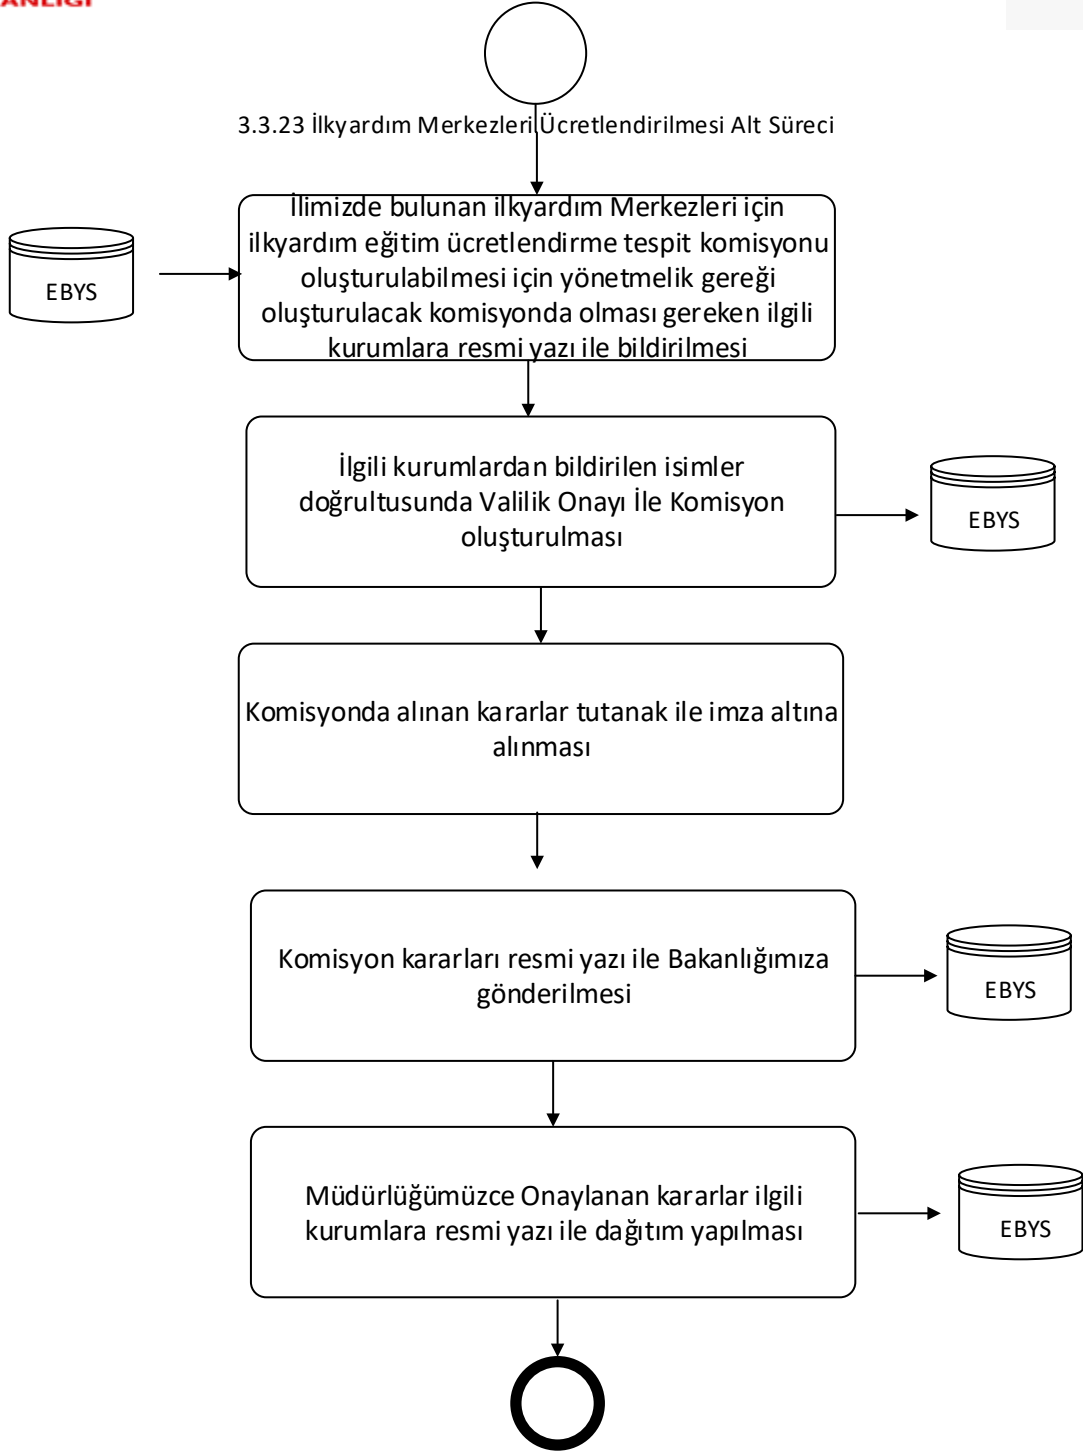 3.3.23 İlkyardım Merkezleri Ücretlendirilmesi Alt Süreci
İlimizde bulunan ilkyardım Merkezleri için
ilkyardım eğitim ücretlendirme tespit komisyonu
oluşturulabilmesi için yönetmelik gereği
oluşturulacak komisyonda olması gereken ilgili
kurumlara resmi yazı ile bildirilmesi
EBYS
İlgili kurumlardan bildirilen isimler
doğrultusunda Valilik Onayı İle Komisyon
oluşturulması
EBYS
Komisyonda alınan kararlar tutanak ile imza altına
alınması
Komisyon kararları resmi yazı ile Bakanlığımıza
gönderilmesi
EBYS
Müdürlüğümüzce Onaylanan kararlar ilgili
kurumlara resmi yazı ile dağıtım yapılması
EBYS